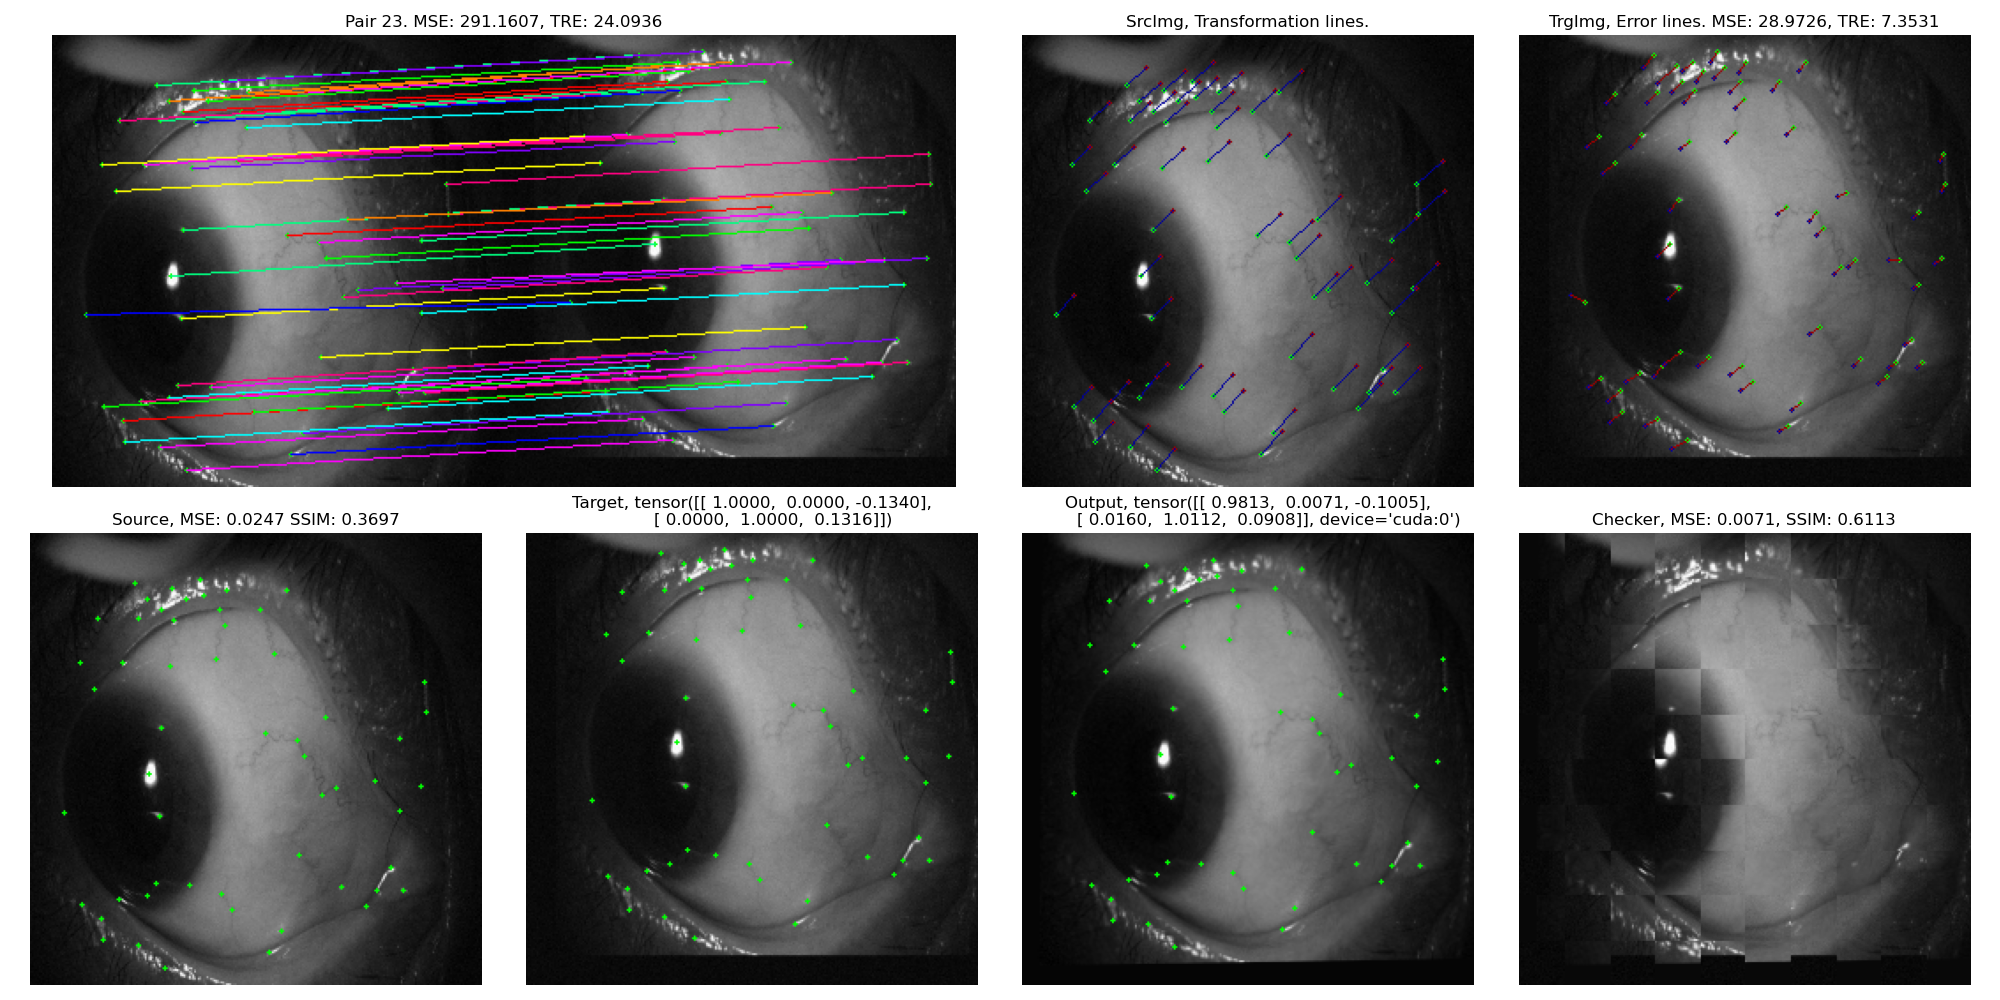 Pair 23. MSE: 291.1607, TRE: 24.0936
SrcImg, Transformation lines.
TrgImg, Error lines. MSE: 28.9726, TRE: 7.3531
Source, MSE: 0.0247 SSIM: 0.3697
Target, tensor([[ 1.0000,  0.0000, -0.1340],
[ 0.0000,  1.0000,  0.1316]])
Output, tensor([[ 0.9813,  0.0071, -0.1005],
[ 0.0160,  1.0112,  0.0908]], device='cuda:0')
Checker, MSE: 0.0071, SSIM: 0.6113